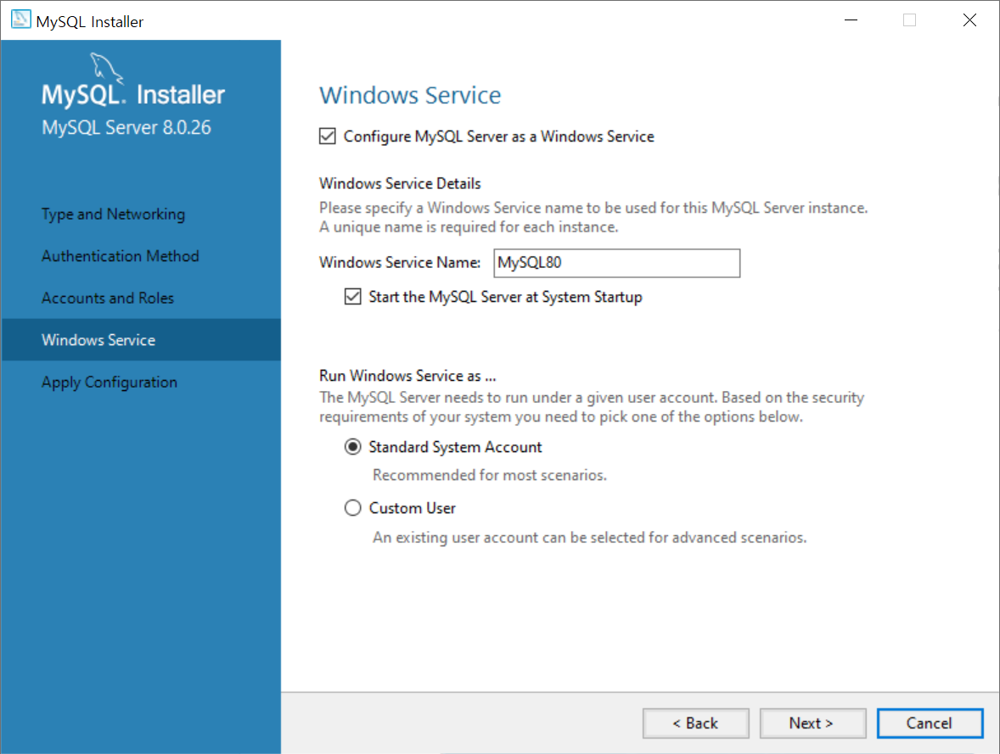 MySQL Installer
MySQL. Installer
MySQL Server 8.0.26
Type and Networking
Authentication Method
Accounts and Roles
Windows Service
Apply Configuration
Windows Service
Configure MySQL Server as a Windows Service
Windows Service Details
Please specify a Windows Service name to be used for this MySQL Server instance.
A unique name is required for each instance.
Windows Service Name: MySQL80
Start the MySQL Server at System Startup
Run Windows Service as ...
The MySQL Server needs to run under a given user account. Based on the security
requirements of your system you need to pick one of the options below.
Standard System Account
Recommended for most scenarios.
Custom User
An existing user account can be selected for advanced scenarios.
< Back
Next >
Cancel